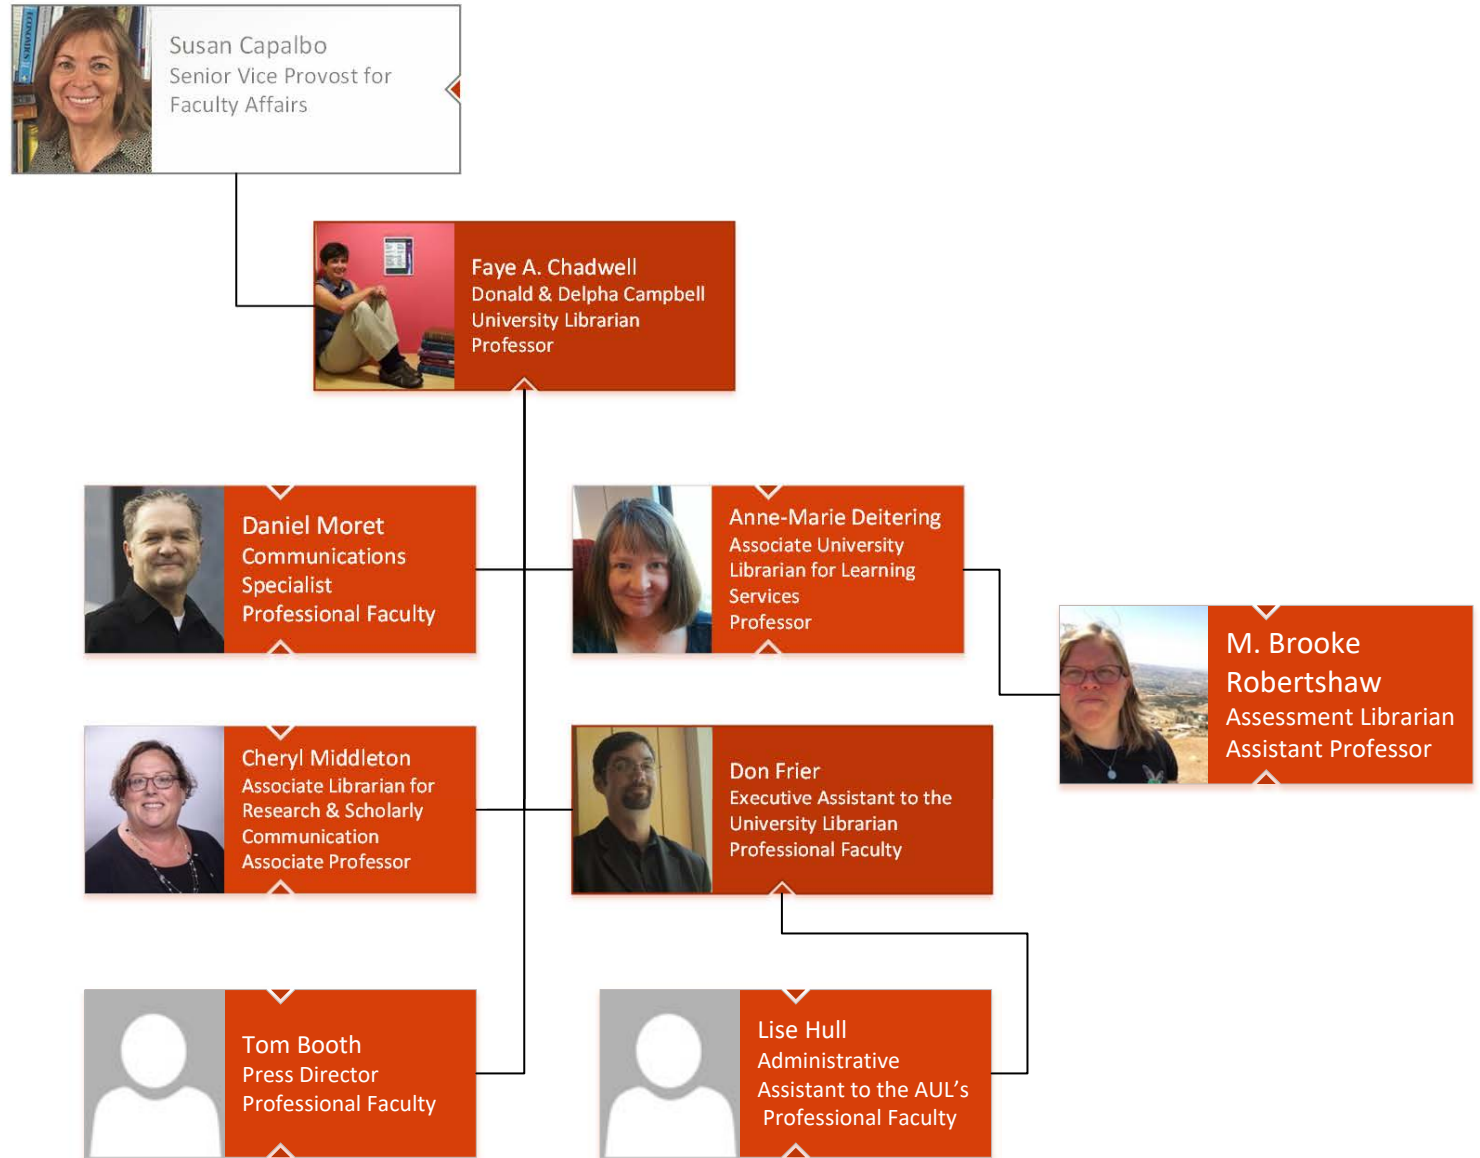 Susan Capalbo
Senior Vice Provost for
Faculty Affairs
Faye A. Chadwell
Donald & Delpha Campbell
University Librarian
Professor
Daniel Moret
Communications
Specialist
Professional Faculty
Anne-Marie Deitering
Associate University
Librarian for Learning
Services
Professor
M. Brooke
Robertshaw
Assessment Librarian
Assistant Professor
Cheryl Middleton
Associate Librarian for
Research & Scholarly
Communication
Associate Professor
Don Frier
Executive Assistant to the
University Librarian
Professional Faculty
Tom Booth
Press Director
Professional Faculty
Lise Hull
Administrative
Assistant to the AUL’s
Professional Faculty
ECONOMICS